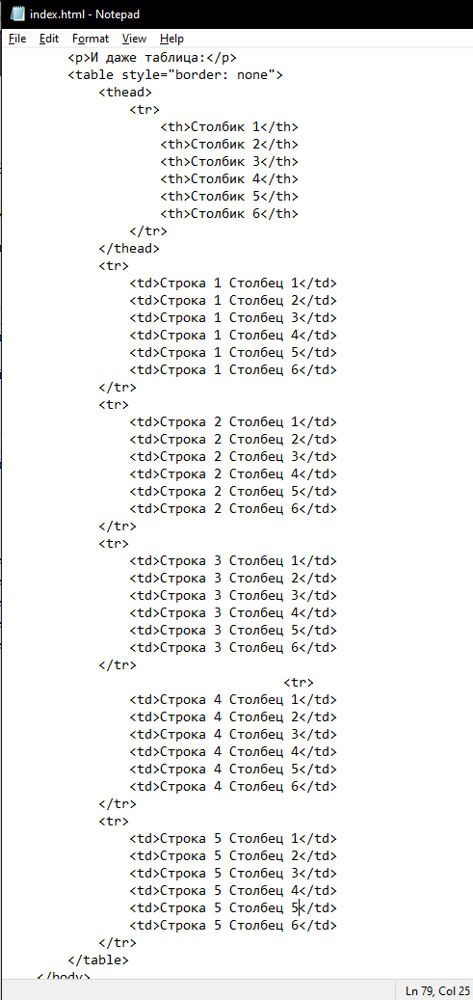 index.html - Notepad
File Edit Format View Help
<p>И даже таблица:</p>
<table style="border: none">
<thead>
<tr>
<th>Столбик 1</th>
<th>Столбик 2</th>
<th>Столбик 3</th>
<th>Столбик 4</th>
<th>Столбик 5</th>
<th>Столбик 6</th>
</tr>
</thead>
<tr>
<td>Строка 1 Столбец 1</td>
<td>Строка 1 Столбец 2</td>
<td>Строка 1 Столбец 3</td>
<td>Строка 1 Столбец 4</td>
<td>Строка 1 Столбец 5</td>
<td>Строка 1 Столбец 6</td>
</tr>
<tr>
<td>Строка 2 Столбец 1</td>
<td>Строка 2 Столбец 2</td>
<td>Строка 2 Столбец 3</td>
<td>Строка 2 Столбец 4</td>
<td>Строка 2 Столбец 5</td>
<td>Строка 2 Столбец 6</td>
</tr>
<tr>
<td>Строка 3 Столбец 1</td>
<td>Строка 3 Столбец 2</td>
<td>Строка 3 Столбец 3</td>
<td>Строка 3 Столбец 4</td>
<td>Строка 3 Столбец 5</td>
<td>Строка 3 Столбец 6</td>
</tr>
<tr>
<td>Строка 4 Столбец 1</td>
<td>Строка 4 Столбец 2</td>
<td>Строка 4 Столбец 3</td>
<td>Строка 4 Столбец 4</td>
<td>Строка 4 Столбец 5</td>
<td>Строка 4 Столбец 6</td>
</tr>
<tr>
<td>Строка 5 Столбец 1</td>
<td>Строка 5 Столбец 2</td>
<td>Строка 5 Столбец 3</td>
<td>Строка 5 Столбец 4</td>
<td>Строка 5 Столбец 5</td>
<td>Строка 5 Столбец 6</td>
</tr>
</table>
</body>
Ln 79, Col 25